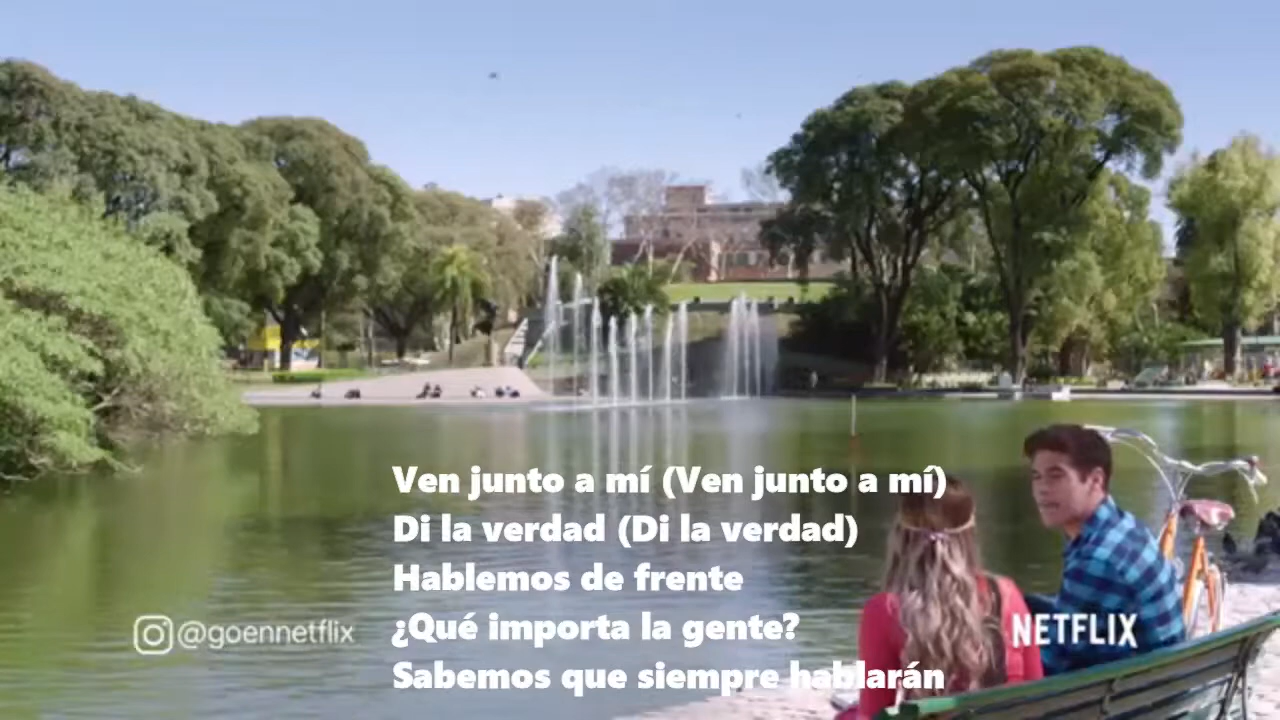 Ven junto a mí (Ven junto a mí)
Di la verdad (Di la verdad)
Hablemos de frente
¿Qué importa la gente?
Sabemos que siempre hablarán
@goennetflix
NETFLIX